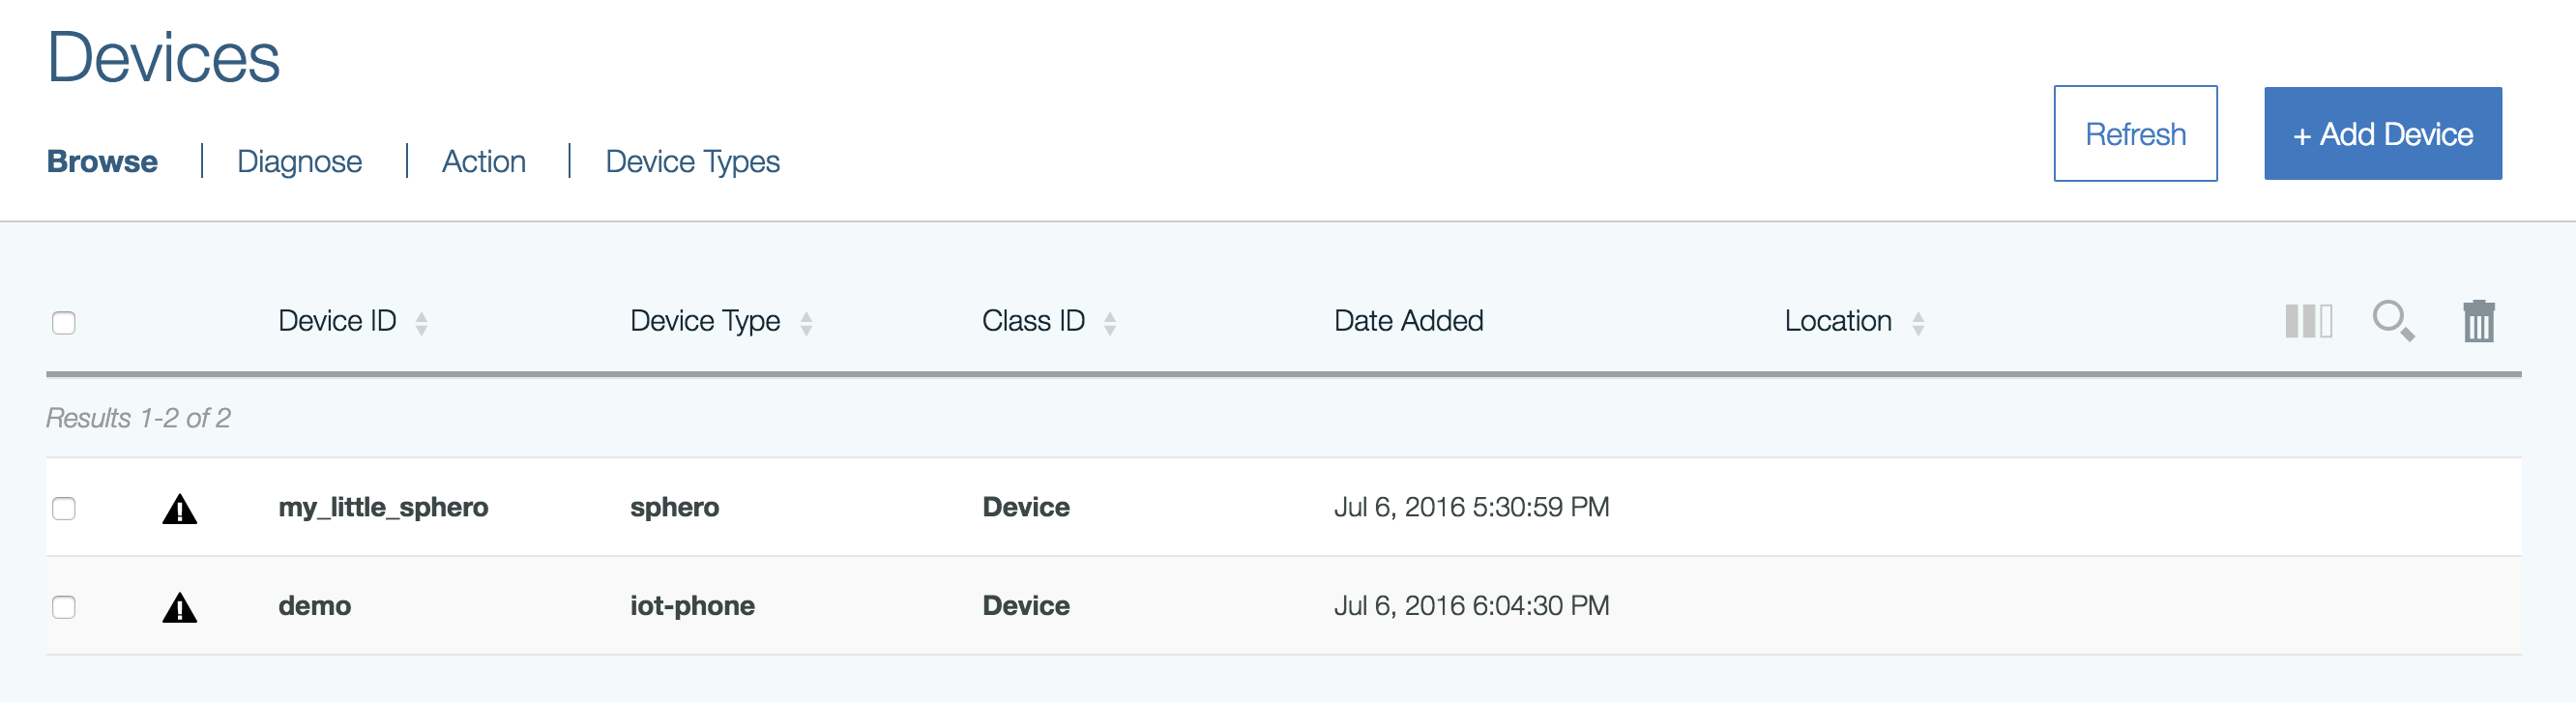 Devices
Browse Diagnose Action Device Types
Refresh + Add Device
Device ID Device Type Class ID Date Added Location
Results 1-2 of 2
my_little_sphero sphero Device Jul 6, 2016 5:30:59 PM
demo iot-phone Device Jul 6, 2016 6:04:30 PM